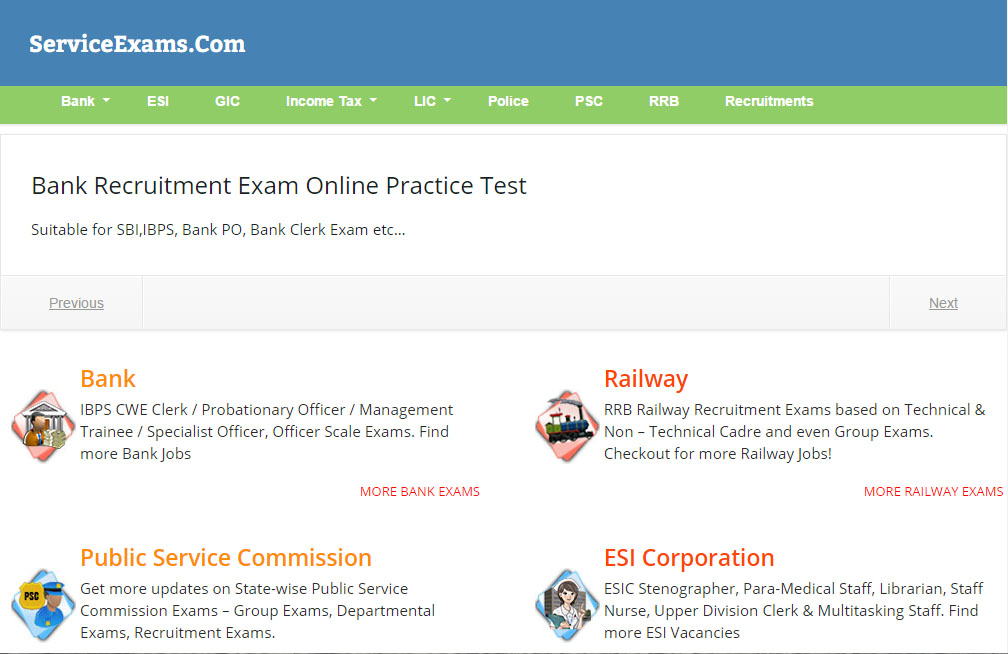 ServiceExams.Com
Bank ESI GIC Income Tax LIC Police PSC RRB Recruitments
Bank Recruitment Exam Online Practice Test
Suitable for SBI,IBPS, Bank PO, Bank Clerk Exam etc...
Previous Next
Bank
IBPS CWE Clerk / Probationary Officer / Management
Trainee / Specialist Officer, Officer Scale Exams. Find
more Bank Jobs
MORE BANK EXAMS
Railway
RRB Railway Recruitment Exams based on Technical &
Non – Technical Cadre and even Group Exams.
Checkout for more Railway Jobs!
MORE RAILWAY EXAMS
Public Service Commission
PSC
Get more updates on State-wise Public Service
Commission Exams – Group Exams, Departmental
Exams, Recruitment Exams.
ESI Corporation
ESIC Stenographer, Para-Medical Staff, Librarian, Staff
Nurse, Upper Division Clerk & Multitasking Staff. Find
more ESI Vacancies